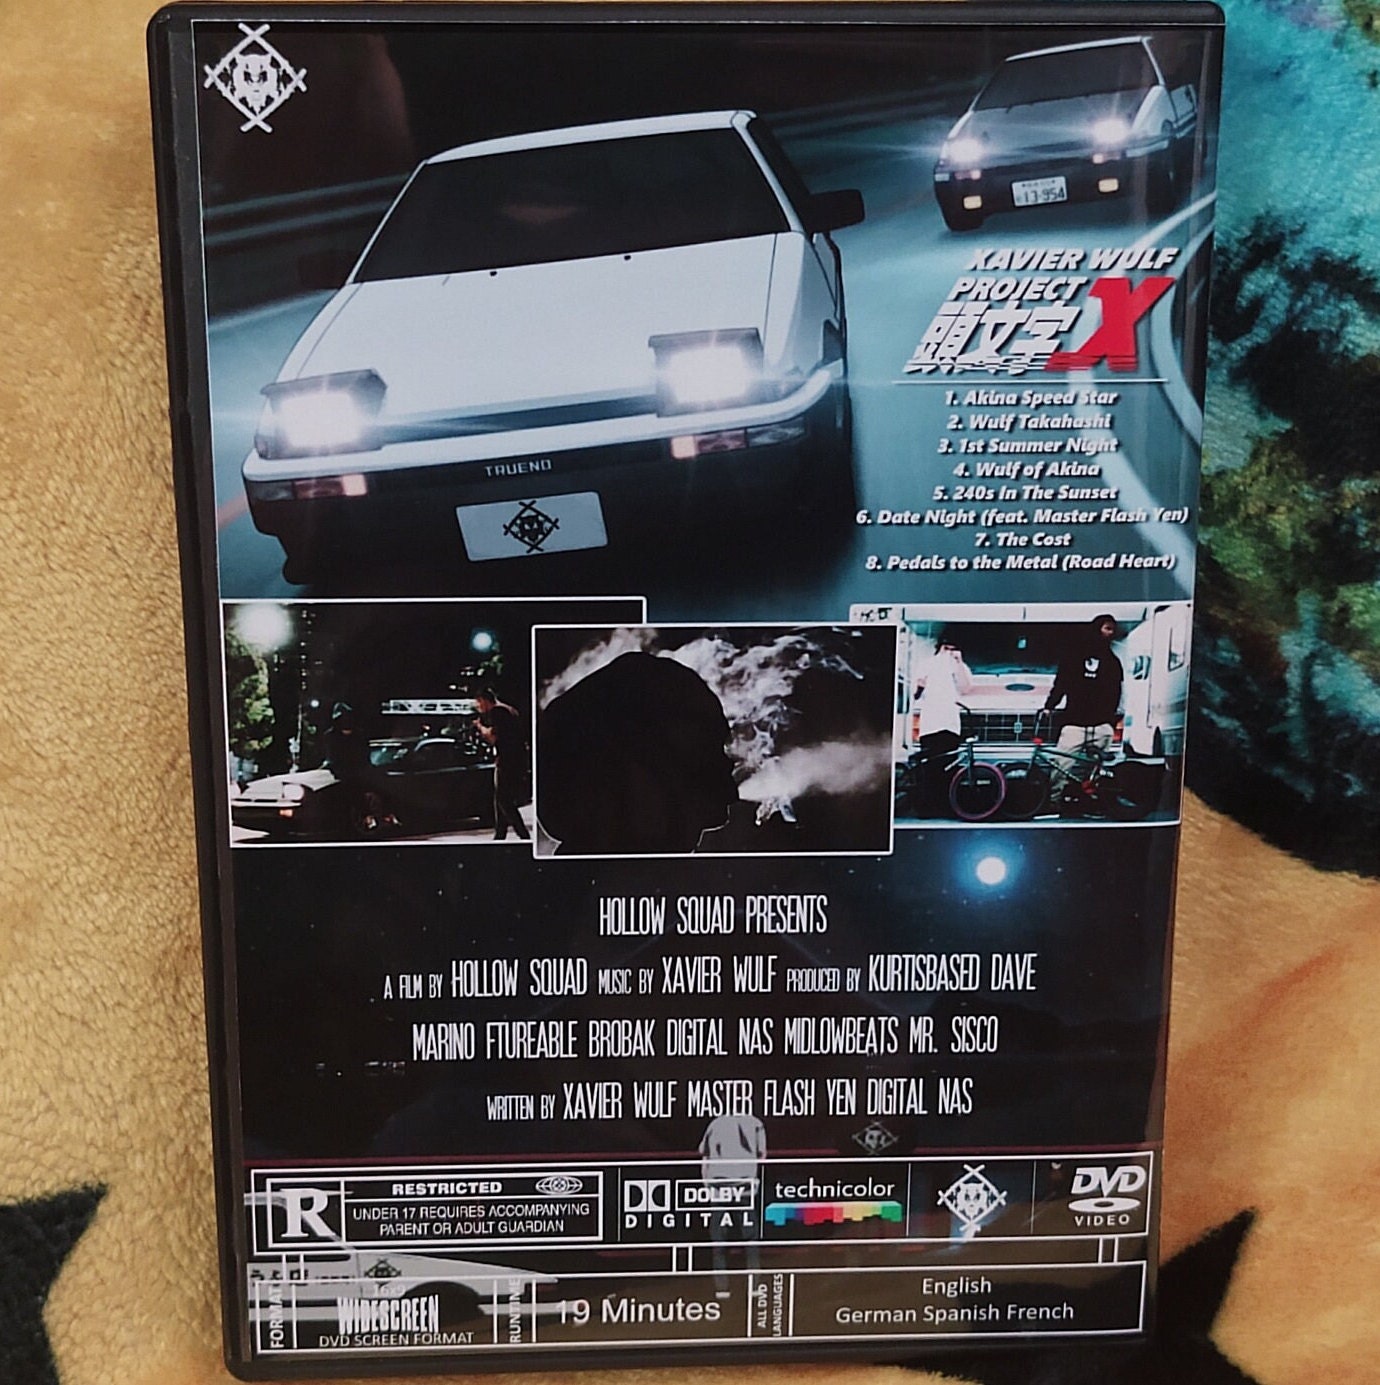 13-954
XAVIER WULF
PROJECT X
頭文字
1. Akina Speed Star
2. Wulf Takahashi
3. 1st Summer Night
4. Wulf of Akina
5. 240s In The Sunset
6. Date Night (feat. Master Flash Yen)
7. The Cost
8. Pedals to the Metal (Road Heart)
TRUENO
HOLLOW SQUAD PRESENTS
A FILM BY HOLLOW SQUAD MUSIC BY XAVIER WULF PRODUCED BY KURTISBASED DAVE
MARINO FTUREABLE BROBAK DIGITAL NAS MIDLOWBEATS MR. SISCO
WRITTEN BY XAVIER WULF MASTER FLASH YEN DIGITAL NAS
R
RESTRICTED
UNDER 17 REQUIRES ACCOMPANYING
PARENT OR ADULT GUARDIAN
DOLBY
DIGITAL
technicolor
DVD
VIDEO
FORMAT
16:9
WIDESCREEN
DVD SCREEN FORMAT
RUNTIME
19 Minutes
ALL DVD
LANGUAGES
English
German Spanish French